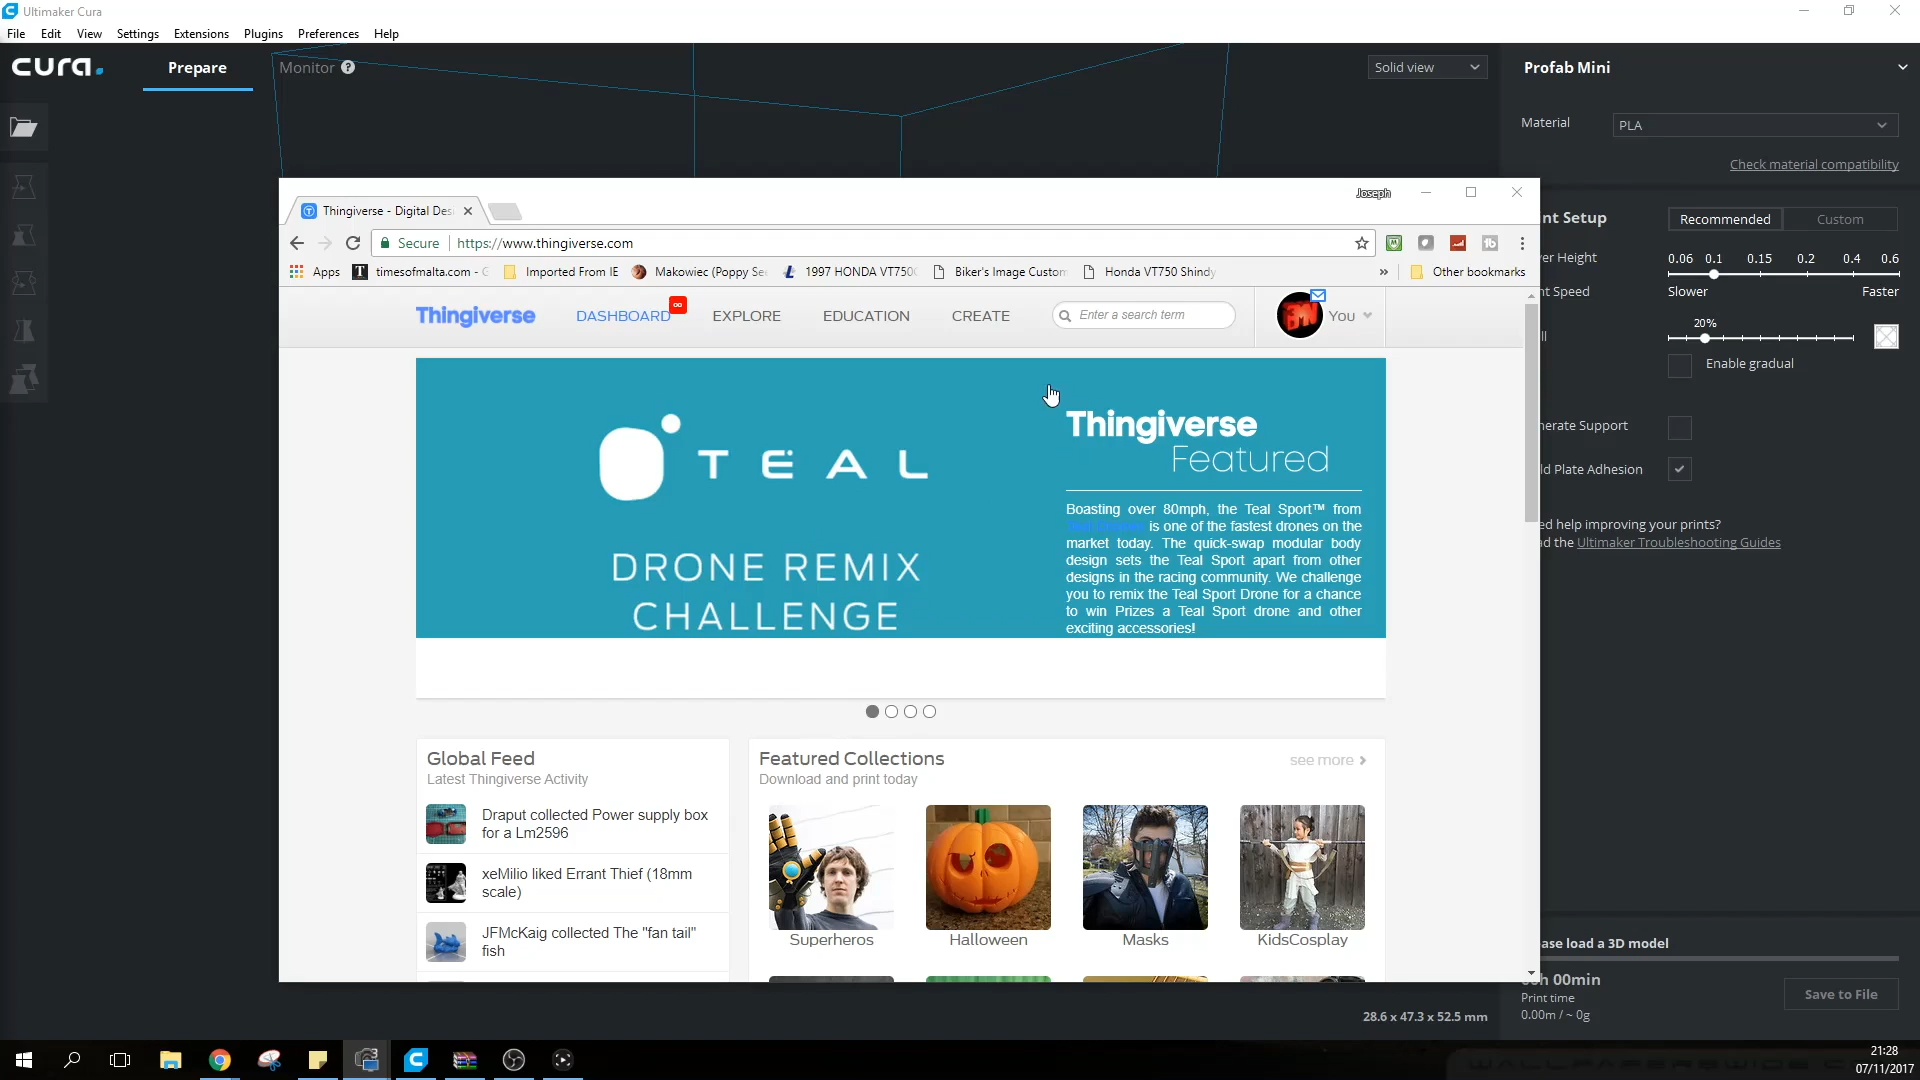 Ultimaker Cura
File Edit View Settings Extensions Plugins Preferences Help
cura.
Prepare
Monitor ?
Solid view
Profab Mini
Material
PLA
Check material compatibility
Joseph
Thingiverse - Digital Des
nt Setup
Recommended
Custom
Secure https://www.thingiverse.com
Apps
timesofmalta.com - G
Imported From IE
Makowiec (Poppy See
1997 HONDA VT750C
Biker's Image Custom
Honda VT750 Shindy
»
Other bookmarks
er Height
0.06 0.1 0.15 0.2 0.4 0.6
nt Speed
Slower
Faster
Thingiverse
DASHBOARD
EXPLORE
EDUCATION
CREATE
Enter a search term
You
ll
20%
Enable gradual
TEAL
DRONE REMIX
CHALLENGE
Thingiverse
Featured
Boasting over 80mph, the Teal Sport™ from
is one of the fastest drones on the
market today. The quick-swap modular body
design sets the Teal Sport apart from other
designs in the racing community. We challenge
you to remix the Teal Sport Drone for a chance
to win Prizes a Teal Sport drone and other
exciting accessories!
nerate Support
ld Plate Adhesion
ed help improving your prints?
d the Ultimaker Troubleshooting Guides
Global Feed
Latest Thingiverse Activity
Draput collected Power supply box
for a Lm2596
xeMilio liked Errant Thief (18mm
scale)
JFMcKaig collected The "fan tail"
fish
Featured Collections
Download and print today
see more
Superheros
Halloween
Masks
KidsCosplay
ase load a 3D model
h 00min
Print time
0.00m / ~ 0g
Save to File
28.6 x 47.3 x 52.5 mm
21:28
07/11/2017